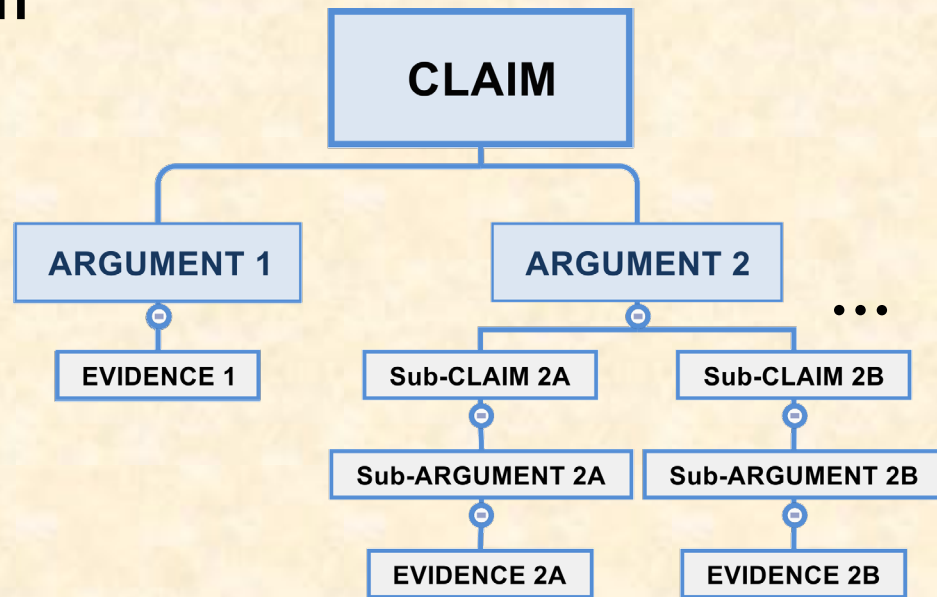 CLAIM
ARGUMENT 1
ARGUMENT 2
...
EVIDENCE 1
Sub-CLAIM 2A
Sub-CLAIM 2B
Sub-ARGUMENT 2A
Sub-ARGUMENT 2B
EVIDENCE 2A
EVIDENCE 2B